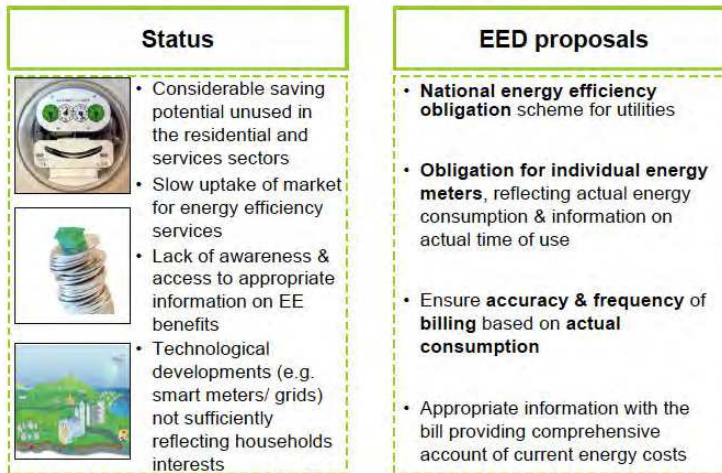 Status
• Considerable saving
potential unused in
the residential and
services sectors
• Slow uptake of market
for energy efficiency
services
• Lack of awareness &
access to appropriate
information on EE
benefits
• Technological
developments (e.g.
smart meters/ grids)
not sufficiently
reflecting households
interests
EED proposals
• National energy efficiency
obligation scheme for utilities
• Obligation for individual energy
meters, reflecting actual energy
consumption & information on
actual time of use
• Ensure accuracy & frequency of
billing based on actual
consumption
• Appropriate information with the
bill providing comprehensive
account of current energy costs